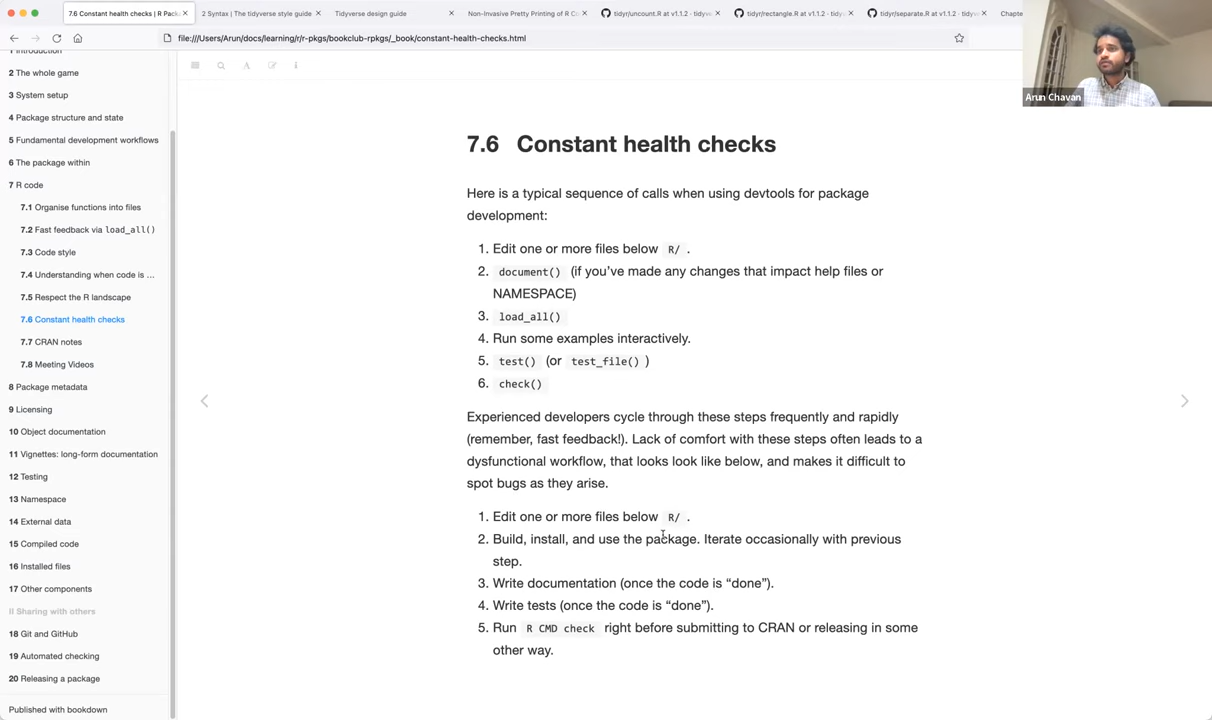 7.6 Constant health checks | R Pack
2 Syntax | The tidyverse style guide
Tidyverse design guide
Non-Invasive Pretty Printing of R C
tidyr/uncount.R at v1.1.2 · tidyv
tidyr/rectangle.R at v1.1.2 · tidy
tidyr/separate.R at v1.1.2 · tidyv
Chapte
file:///Users/Arun/docs/learning/r/r-pkgs/bookclub-rpkgs/_book/constant-health-checks.html
Arun Chavan
1 Introduction
2 The whole game
3 System setup
4 Package structure and state
5 Fundamental development workflows
6 The package within
7 R code
7.1 Organise functions into files
7.2 Fast feedback via load_all()
7.3 Code style
7.4 Understanding when code is ...
7.5 Respect the R landscape
7.6 Constant health checks
7.7 CRAN notes
7.8 Meeting Videos
8 Package metadata
9 Licensing
10 Object documentation
11 Vignettes: long-form documentation
12 Testing
13 Namespace
14 External data
15 Compiled code
16 Installed files
17 Other components
II Sharing with others
18 Git and GitHub
19 Automated checking
20 Releasing a package
Published with bookdown
7.6 Constant health checks
Here is a typical sequence of calls when using devtools for package
development:
1. Edit one or more files below R/ .
2. document() (if you've made any changes that impact help files or
NAMESPACE)
3. load_all()
4. Run some examples interactively.
5. test() (or test_file() )
6. check()
Experienced developers cycle through these steps frequently and rapidly
(remember, fast feedback!). Lack of comfort with these steps often leads to a
dysfunctional workflow, that looks look like below, and makes it difficult to
spot bugs as they arise.
1. Edit one or more files below R/ .
2. Build, install, and use the package. Iterate occasionally with previous
step.
3. Write documentation (once the code is “done”).
4. Write tests (once the code is “done”).
5. Run R CMD check right before submitting to CRAN or releasing in some
other way.